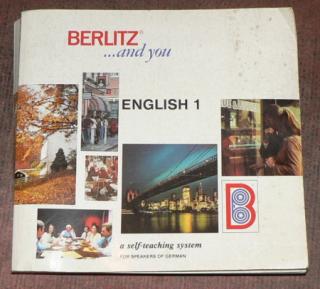 BERLITZ®
...and you
ENGLISH 1
B
a self-teaching system
FOR SPEAKERS OF GERMAN